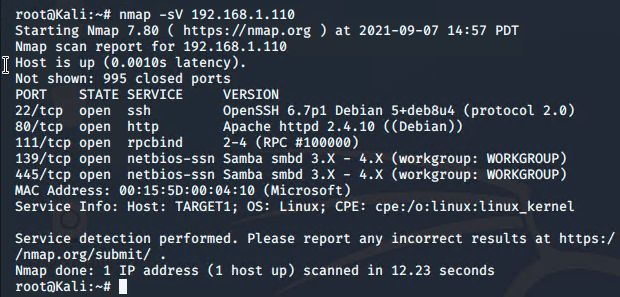 root@Kali:~# nmap -sV 192.168.1.110
Starting Nmap 7.80 ( https://nmap.org ) at 2021-09-07 14:57 PDT
Nmap scan report for 192.168.1.110
Host is up (0.0010s latency).
Not shown: 995 closed ports
PORT    STATE SERVICE     VERSION
22/tcp  open  ssh         OpenSSH 6.7p1 Debian 5+deb8u4 (protocol 2.0)
80/tcp  open  http        Apache httpd 2.4.10 ((Debian))
111/tcp open  rpcbind     2-4 (RPC #100000)
139/tcp open  netbios-ssn Samba smbd 3.X - 4.X (workgroup: WORKGROUP)
445/tcp open  netbios-ssn Samba smbd 3.X - 4.X (workgroup: WORKGROUP)
MAC Address: 00:15:5D:00:04:10 (Microsoft)
Service Info: Host: TARGET1; OS: Linux; CPE: cpe:/o:linux:linux_kernel
Service detection performed. Please report any incorrect results at https:/
/nmap.org/submit/ .
Nmap done: 1 IP address (1 host up) scanned in 12.23 seconds
root@Kali:~#